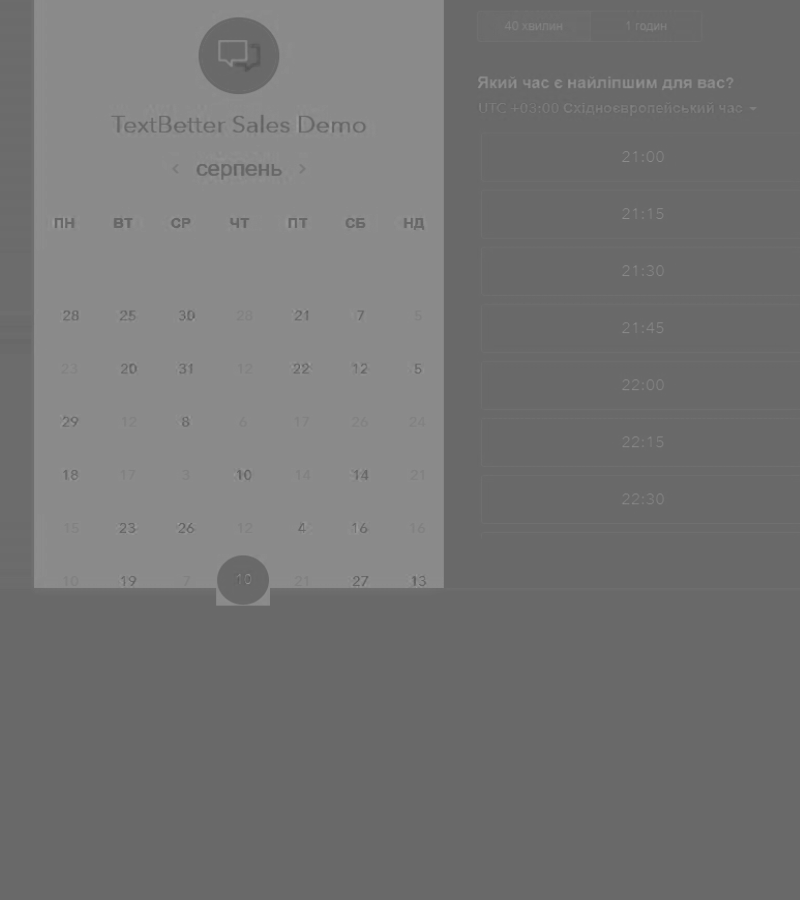 TextBetter Sales Demo
серпень
ПН ВТ СР ЧТ ПТ СБ НД
28 25 30 28 21 7 5
23 20 31 12 22 12 5
29 12 8 6 17 26 24
18 17 3 10 14 14 21
15 23 26 12 4 16 16
10 19 7 10 21 27 13
40 хвилин 1 годин
Який час є найліпшим для вас?
UTC +03:00 Східноєвропейський час
21:00
21:15
21:30
21:45
22:00
22:15
22:30